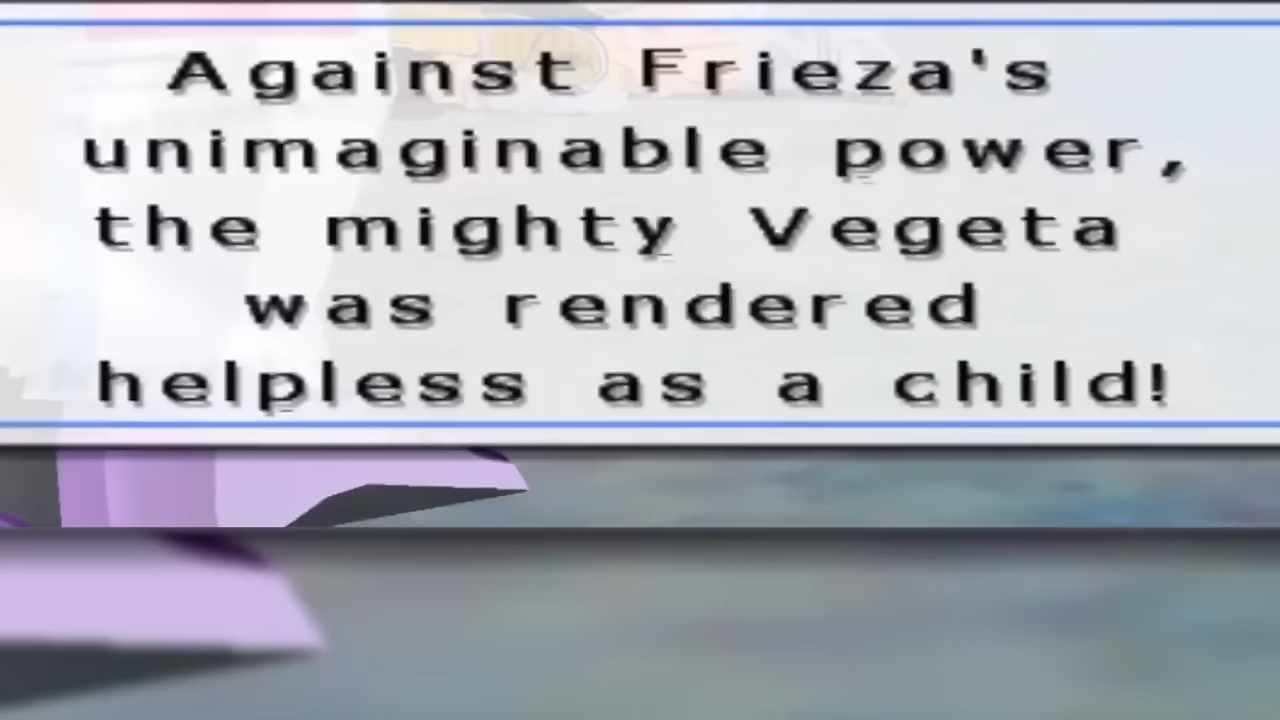 Against Frieza's
unimaginable power,
the mighty Vegeta
was rendered
helpless as a child!